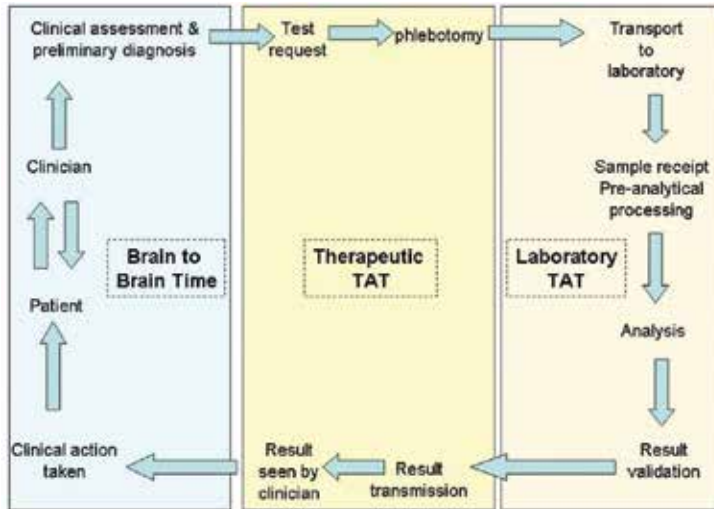 Clinical assessment &
preliminary diagnosis
Test
request
phlebotomy
Transport
to
laboratory
Clinician
Sample receipt
Pre-analytical
processing
Brain to
Brain Time
Therapeutic
TAT
Laboratory
TAT
Patient
Analysis
Clinical action
taken
Result
seen by
clinician
Result
transmission
Result
validation